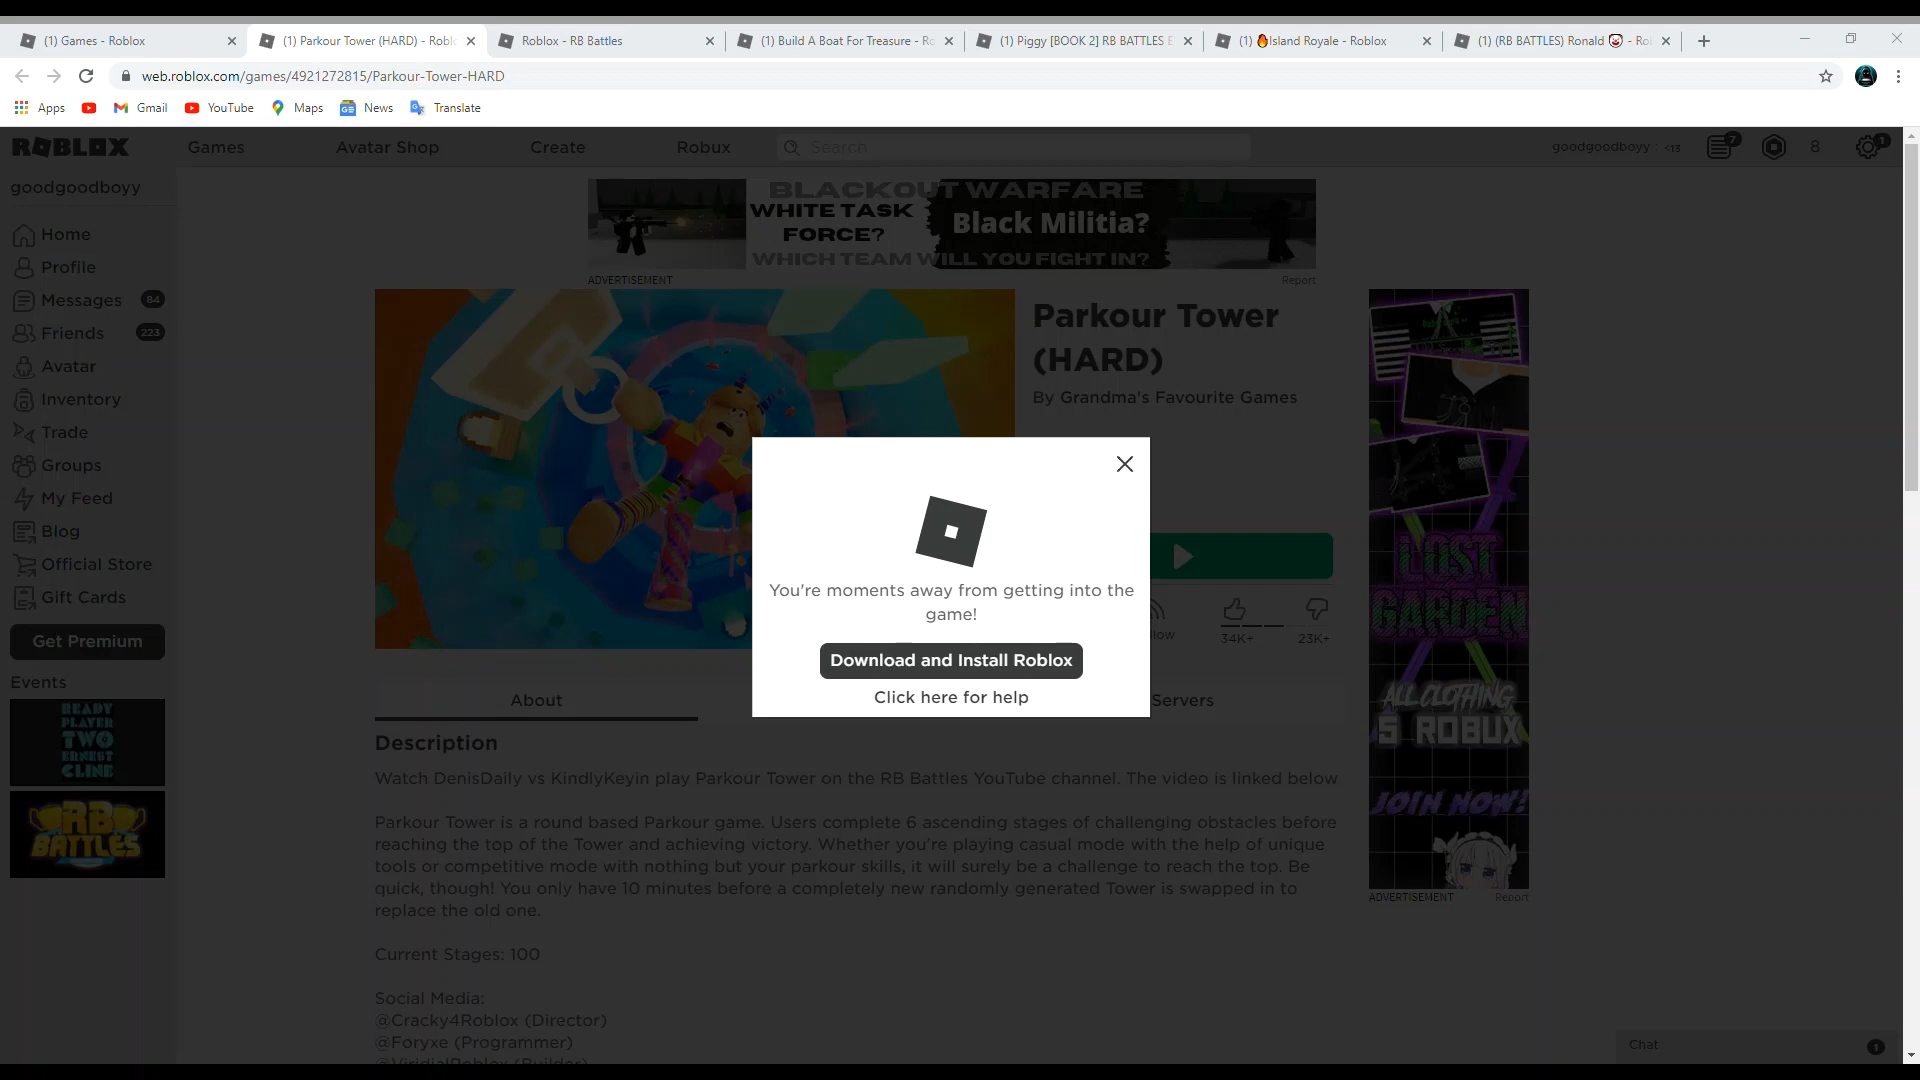 (1) Games - Roblox
(1) Parkour Tower (HARD) - Roblo
Roblox - RB Battles
(1) Build A Boat For Treasure - Ro
(1) Piggy [BOOK 2] RB BATTLES E
(1) 🔥Island Royale - Roblox
(1) (RB BATTLES) Ronald 🤡 - Rob
web.roblox.com/games/4921272815/Parkour-Tower-HARD
Apps
Gmail
YouTube
Maps
News
Translate
ROBLOX
Games
Avatar Shop
Create
Robux
Search
goodgoodboyy : <13
7
8
1
goodgoodboyy
Home
Profile
Messages 84
Friends 223
Avatar
Inventory
Trade
Groups
My Feed
Blog
Official Store
Gift Cards
Get Premium
Events
READY
PLAYER
TWO
ERNEST
CLINE
RB
BATTLES
BLACKOUT WARFARE
WHITE TASK
FORCE?
Black Militia?
WHICH TEAM WILL YOU FIGHT IN?
ADVERTISEMENT
Report
Parkour Tower
(HARD)
By Grandma's Favourite Games
You're moments away from getting into the
game!
Download and Install Roblox
Click here for help
llow
34K+
23K+
About
Servers
Description
Watch DenisDaily vs KindlyKeyin play Parkour Tower on the RB Battles YouTube channel. The video is linked below
Parkour Tower is a round based Parkour game. Users complete 6 ascending stages of challenging obstacles before
reaching the top of the Tower and achieving victory. Whether you're playing casual mode with the help of unique
tools or competitive mode with nothing but your parkour skills, it will surely be a challenge to reach the top. Be
quick, though! You only have 10 minutes before a completely new randomly generated Tower is swapped in to
replace the old one.
Current Stages: 100
Social Media:
@Cracky4Roblox (Director)
@Foryxe (Programmer)
@ViridialRoblox (Builder)
LOST
GARDEN
ALL CLOTHING
5 ROBUX
JOIN NOW!
ADVERTISEMENT
Report
Chat
1